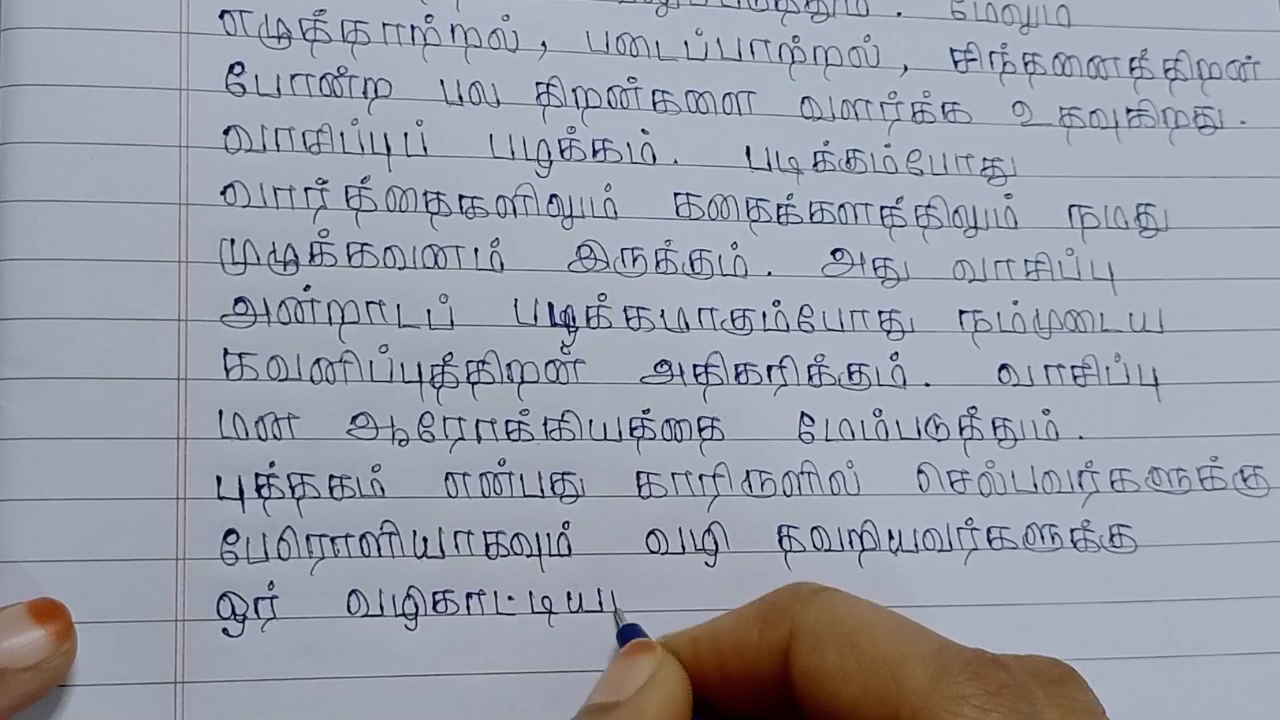 மேலும்
எழுத்தாற்றல், படைப்பாற்றல், சிந்தனைத்திறன்
போன்ற பல திறன்களை வளர்க்க உதவுகிறது.
வாசிப்புப் பழக்கம். படிக்கும்போது
வார்த்தைகளிலும் கதைக்களத்திலும் நமது
முழுக்கவனம் இருக்கும். அது வாசிப்பு
அன்றாடப் பழக்கமாகும்போது நம்முடைய
கவனிப்புத்திறன் அதிகரிக்கும். வாசிப்பு
மன ஆரோக்கியத்தை மேம்படுத்தும்.
புத்தகம் என்பது காரிருளில் செல்பவர்களுக்கு
பேரொளியாகவும் வழி தவறியவர்களுக்கு
ஓர் வழிகாட்டியா